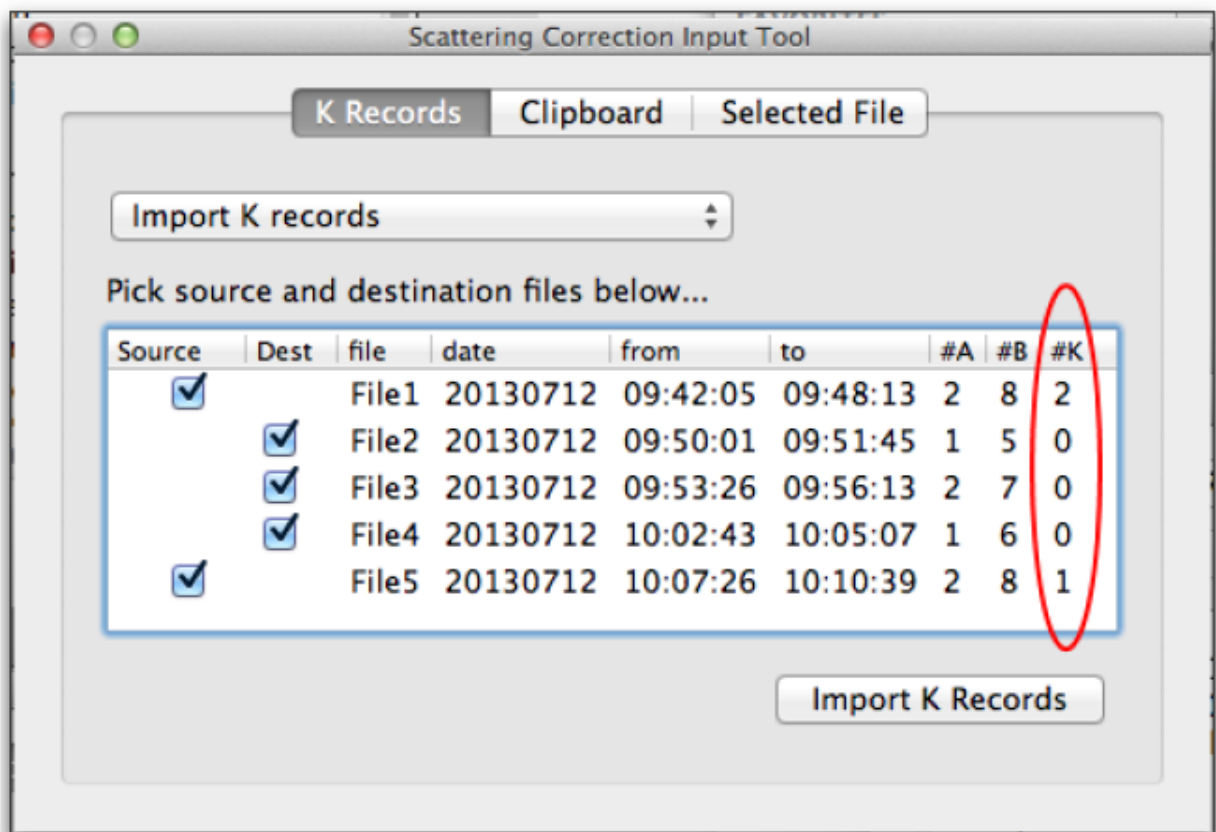 Scattering Correction Input Tool
K Records Clipboard Selected File
Import K records
Pick source and destination files below...
Source Dest file date from to #A #B #K
File1 20130712 09:42:05 09:48:13 2 8 2
File2 20130712 09:50:01 09:51:45 1 5 0
File3 20130712 09:53:26 09:56:13 2 7 0
File4 20130712 10:02:43 10:05:07 1 6 0
File5 20130712 10:07:26 10:10:39 2 8 1
Import K Records